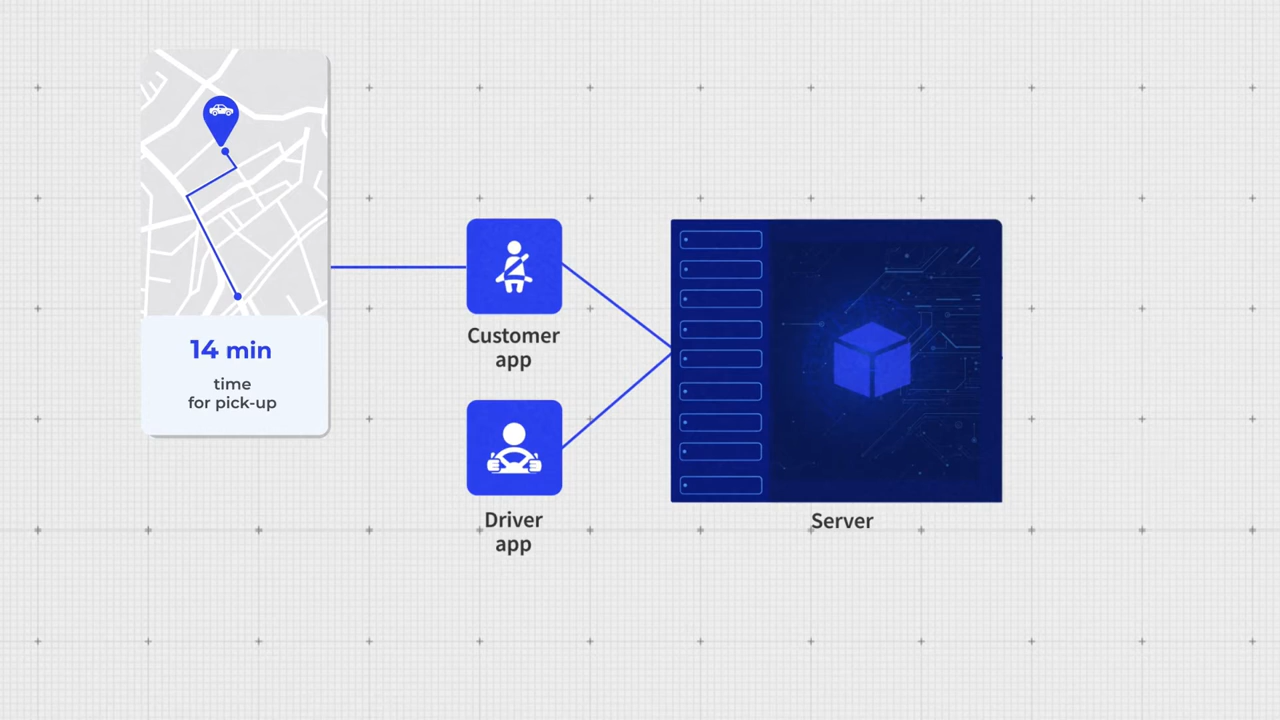 14 min
time
for pick-up
Customer
app
Driver
app
Server